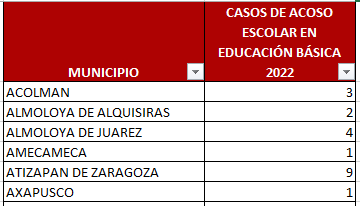 MUNICIPIO
CASOS DE ACOSO
ESCOLAR EN
EDUCACIÓN BÁSICA
2022
ACOLMAN 3
ALMOLOYA DE ALQUISIRAS 2
ALMOLOYA DE JUAREZ 4
AMECAMECA 1
ATIZAPAN DE ZARAGOZA 9
AXAPUSCO 1